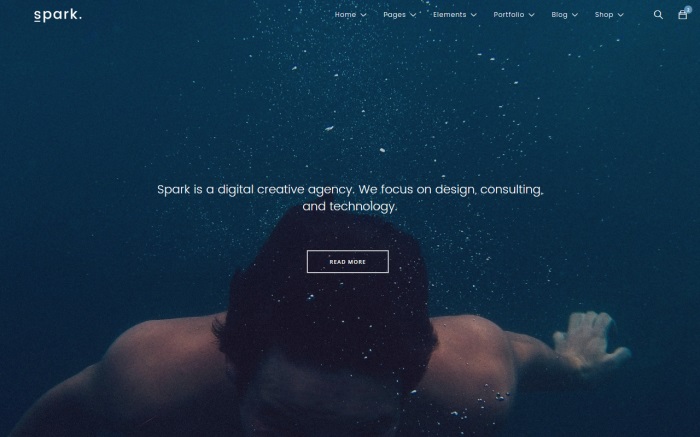 spark.
Home Pages Elements Portfolio Blog Shop
Spark is a digital creative agency. We focus on design, consulting,
and technology.
READ MORE